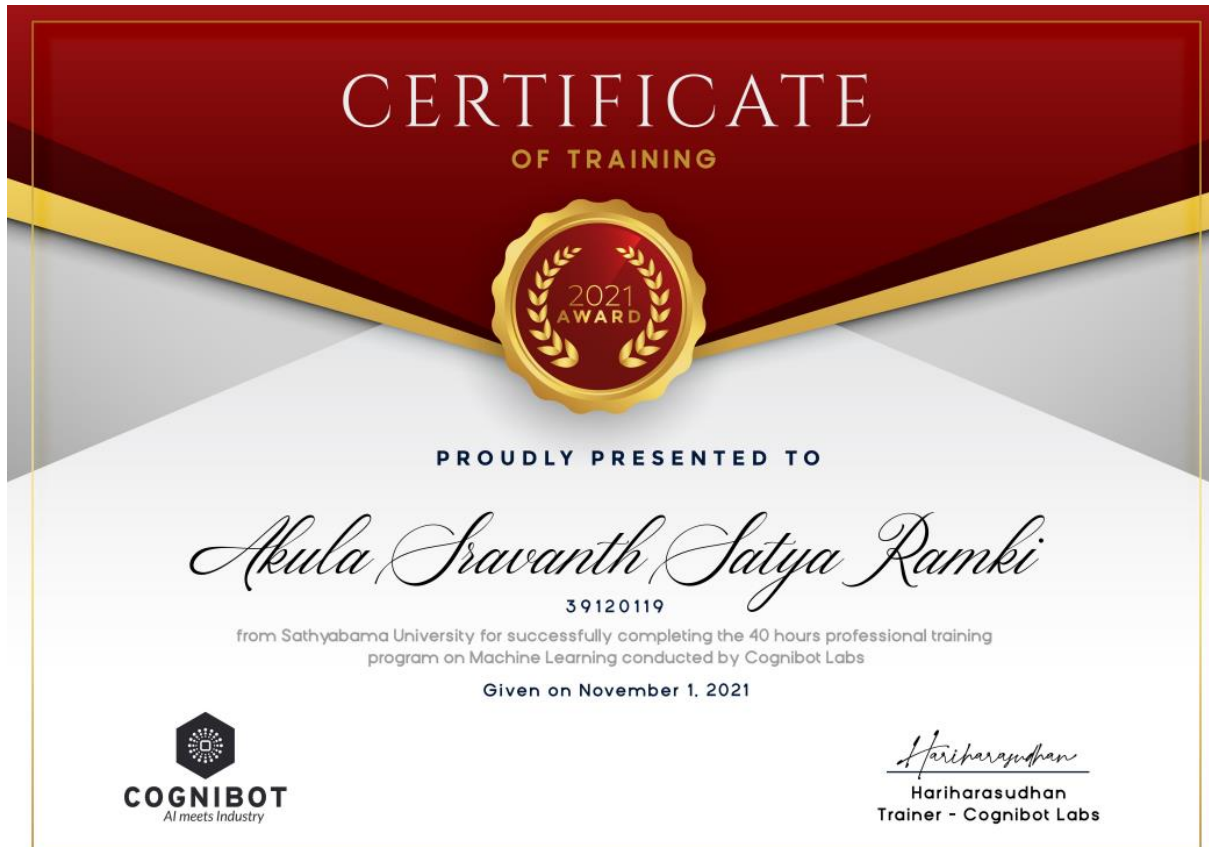 CERTIFICATE
OF TRAINING
2021
AWARD
PROUDLY PRESENTED TO
Akula Sravanth Satya Ramki
39120119
from Sathyabama University for successfully completing the 40 hours professional training
program on Machine Learning conducted by Cognibot Labs
Given on November 1, 2021
COGNIBOT
AI meets Industry
Hariharasudhan
Hariharasudhan
Trainer - Cognibot Labs